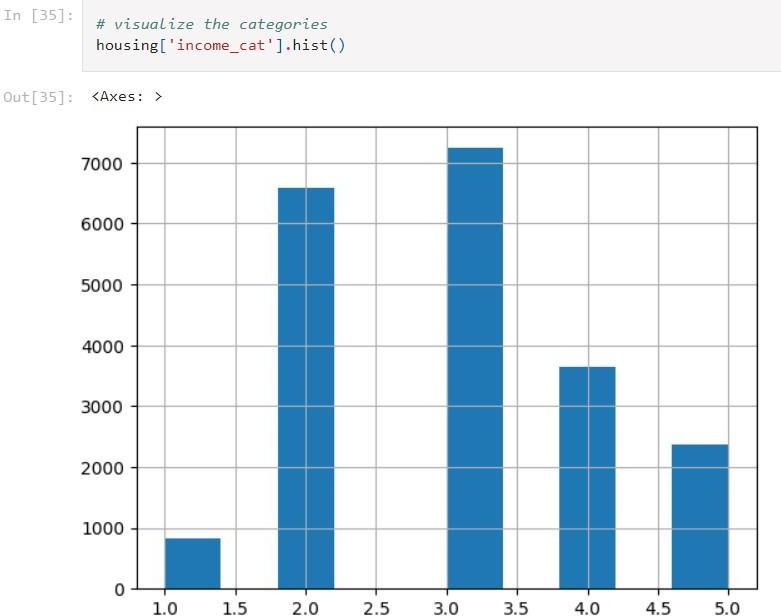 In [35]:
# visualize the categories
housing['income_cat'].hist()
Out[35]: <Axes: >
7000
6000
5000
4000
3000
2000
1000
0
1.0 1.5 2.0 2.5 3.0 3.5 4.0 4.5 5.0